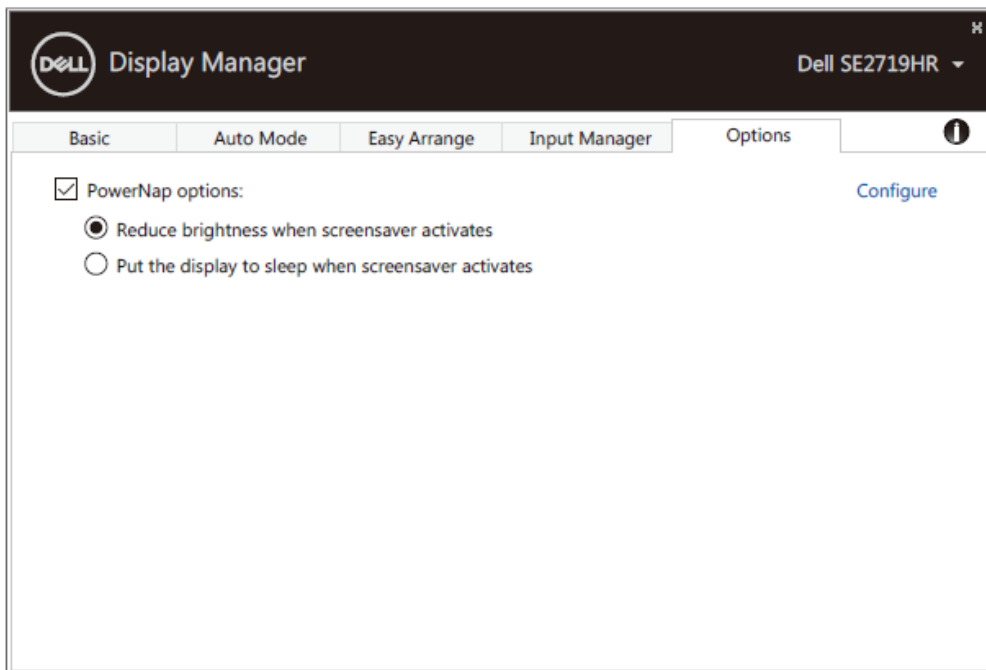 DELL Display Manager
Dell SE2719HR
Basic Auto Mode Easy Arrange Input Manager Options
PowerNap options: Configure
Reduce brightness when screensaver activates
Put the display to sleep when screensaver activates